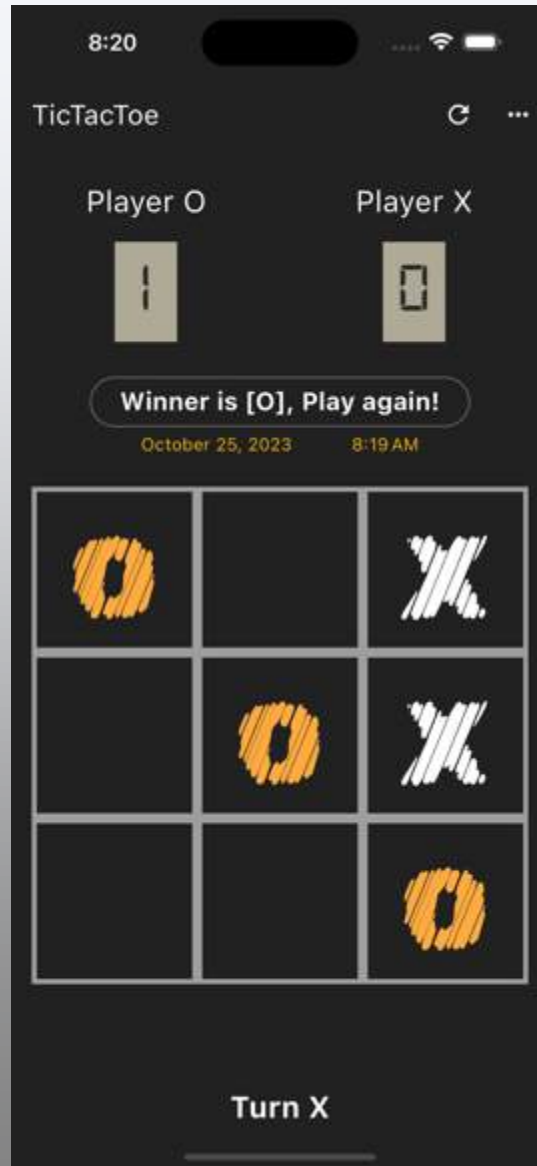 8:20
TicTacToe
Player O Player X
1 0
Winner is [O], Play again!
October 25, 2023 8:19 AM
O X
O X
O
Turn X